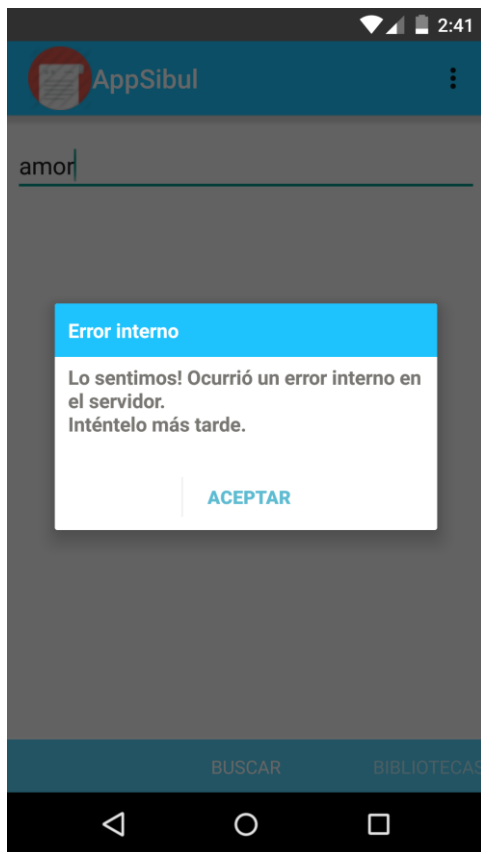 2:41
AppSibul
amor
Error interno
Lo sentimos! Ocurrió un error interno en
el servidor.
Inténtelo más tarde.
ACEPTAR
BUSCAR
BIBLIOTECAS